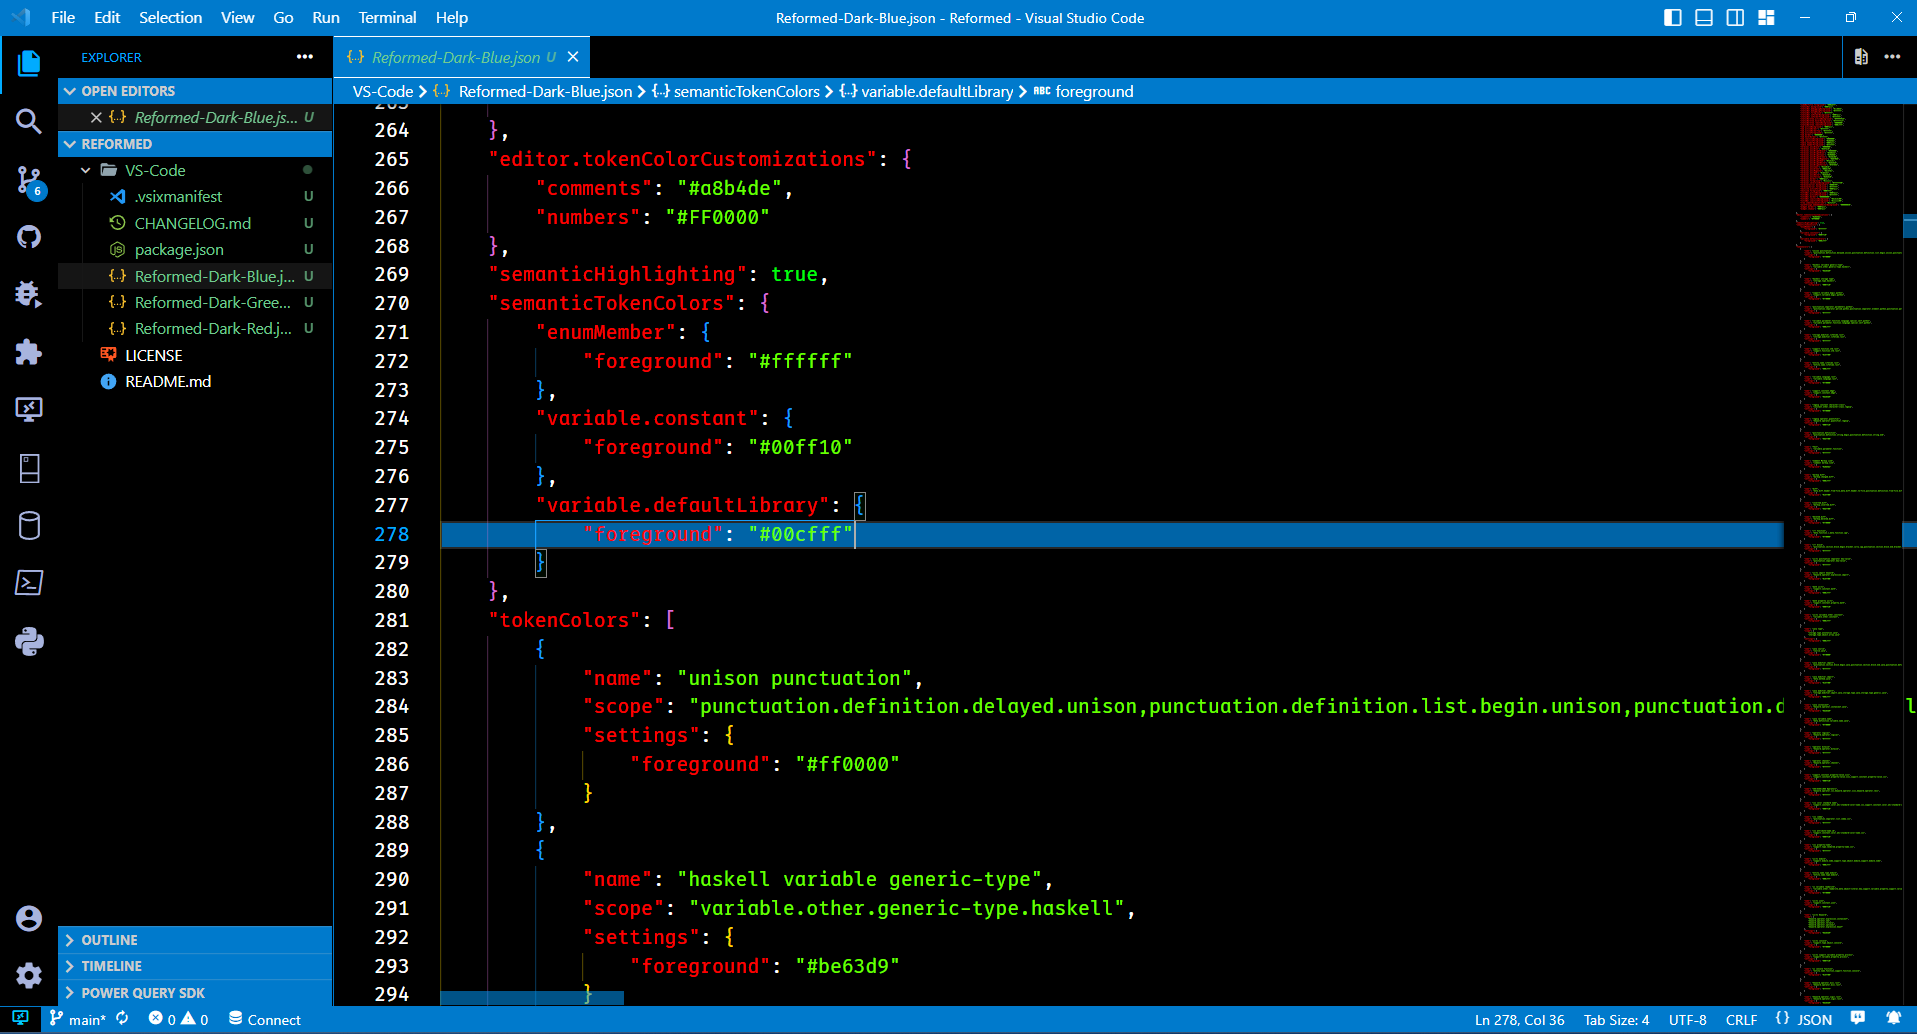 File Edit Selection View Go Run Terminal Help
Reformed-Dark-Blue.json - Reformed - Visual Studio Code
EXPLORER
OPEN EDITORS
Reformed-Dark-Blue.js... U
REFORMED
VS-Code
.vsixmanifest U
CHANGELOG.md U
package.json U
Reformed-Dark-Blue.j... U
Reformed-Dark-Gree... U
Reformed-Dark-Red.j... U
LICENSE
README.md
6
OUTLINE
TIMELINE
POWER QUERY SDK
Reformed-Dark-Blue.json U
VS-Code > {..} Reformed-Dark-Blue.json > {..} semanticTokenColors > {..} variable.defaultLibrary > ABC foreground
264 },
265 "editor.tokenColorCustomizations": {
266 "comments": "#a8b4de",
267 "numbers": "#FF0000"
268 },
269 "semanticHighlighting": true,
270 "semanticTokenColors": {
271 "enumMember": {
272 "foreground": "#ffffff"
273 },
274 "variable.constant": {
275 "foreground": "#00ff10"
276 },
277 "variable.defaultLibrary": {
278 "foreground": "#00cfff"
279 }
280 },
281 "tokenColors": [
282 {
283 "name": "unison punctuation",
284 "scope": "punctuation.definition.delayed.unison,punctuation.definition.list.begin.unison,punctuation.d
285 "settings": {
286 "foreground": "#ff0000"
287 }
288 },
289 {
290 "name": "haskell variable generic-type",
291 "scope": "variable.other.generic-type.haskell",
292 "settings": {
293 "foreground": "#be63d9"
294 }
main* 0 0 Connect
Ln 278, Col 36 Tab Size: 4 UTF-8 CRLF {} JSON